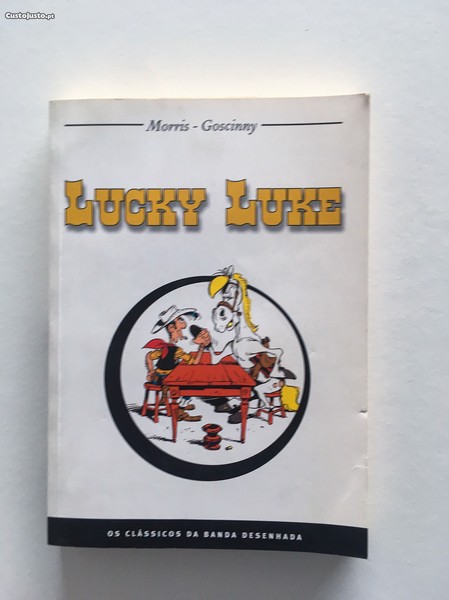 CustoJusto.pt
Morris - Goscinny
LUCKY LUKE
OS CLÁSSICOS DA BANDA DESENHADA